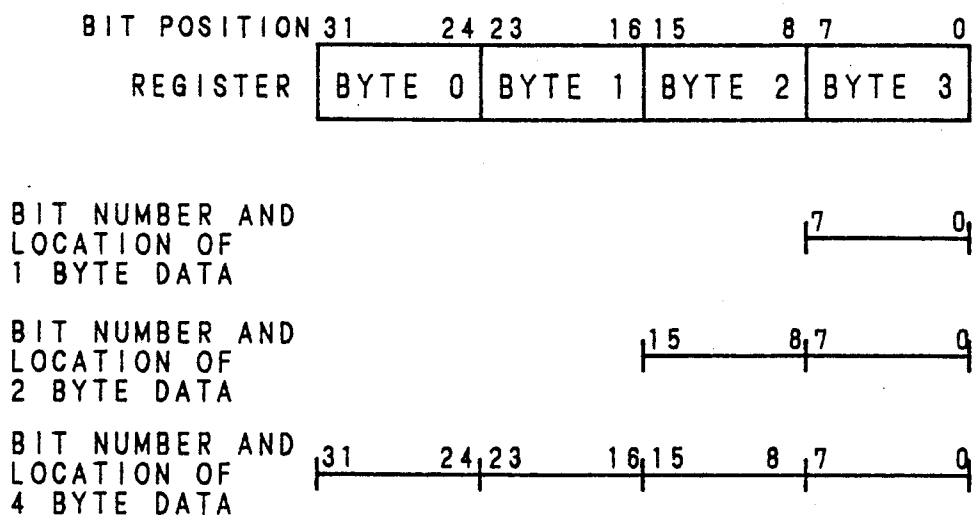 BIT POSITION 31 24 23 16 15 8 7 0
REGISTER BYTE 0 BYTE 1 BYTE 2 BYTE 3
BIT NUMBER AND
LOCATION OF
1 BYTE DATA
7 0
BIT NUMBER AND
LOCATION OF
2 BYTE DATA
15 8 7 0
BIT NUMBER AND
LOCATION OF
4 BYTE DATA
31 24 23 16 15 8 7 0